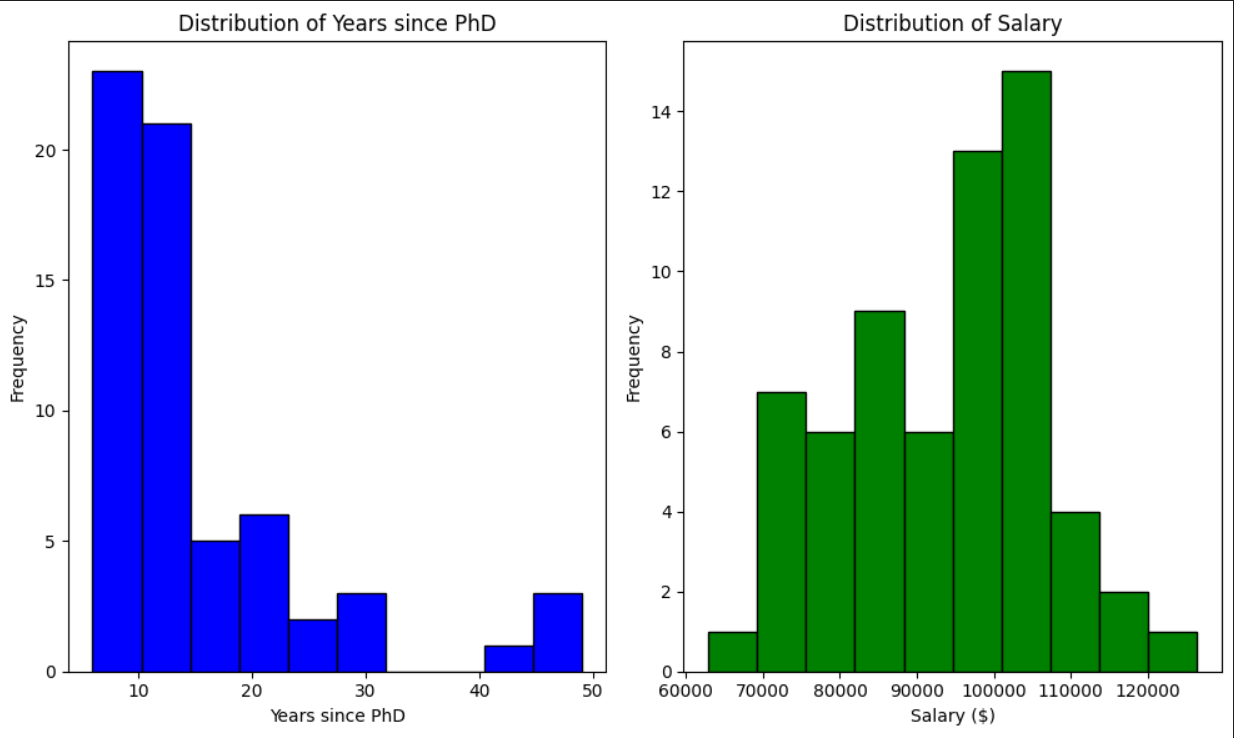 Distribution of Years since PhD
20
15
10
5
0
Frequency
10 20 30 40 50
Years since PhD
Distribution of Salary
14
12
10
8
6
4
2
0
Frequency
60000 70000 80000 90000 100000 110000 120000
Salary ($)